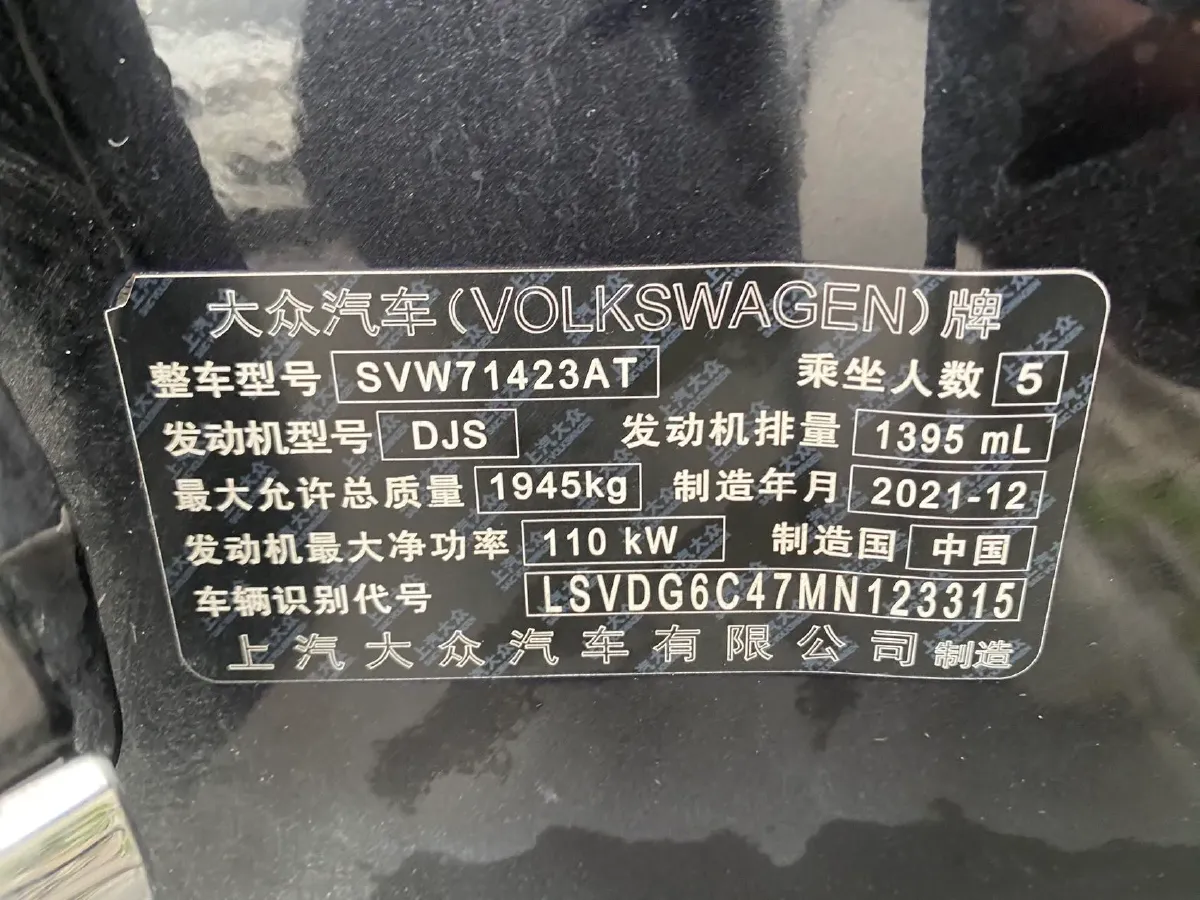 大众汽车(VOLKSWAGEN)牌
整车型号 SVW71423AT 乘坐人数 5
发动机型号 DJS 发动机排量 1395 mL
最大允许总质量 1945kg 制造年月 2021-12
发动机最大净功率 110 kW 制造国 中国
车辆识别代号 LSVDG6C47MN123315
上汽大众汽车有限公司 制造